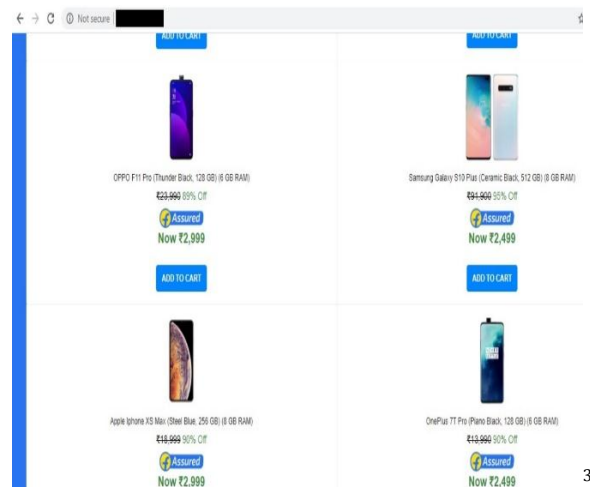 Not secure
ADD TO CART
ADD TO CART
OPPO F11 Pro (Thunder Black, 128 GB) (6 GB RAM)
₹23,990 89% Off
Assured
Now ₹2,999
ADD TO CART
Samsung Galaxy S10 Plus (Ceramic Black, 512 GB) (8 GB RAM)
₹91,900 95% Off
Assured
Now ₹2,499
ADD TO CART
Apple Iphone XS Max (Steel Blue, 256 GB) (8 GB RAM)
90% Off
Assured
Now ₹2,999
OnePlus 7T Pro (Piano Black, 128 GB) (6 GB RAM)
₹13,990 90% Off
Assured
Now ₹2,499
3